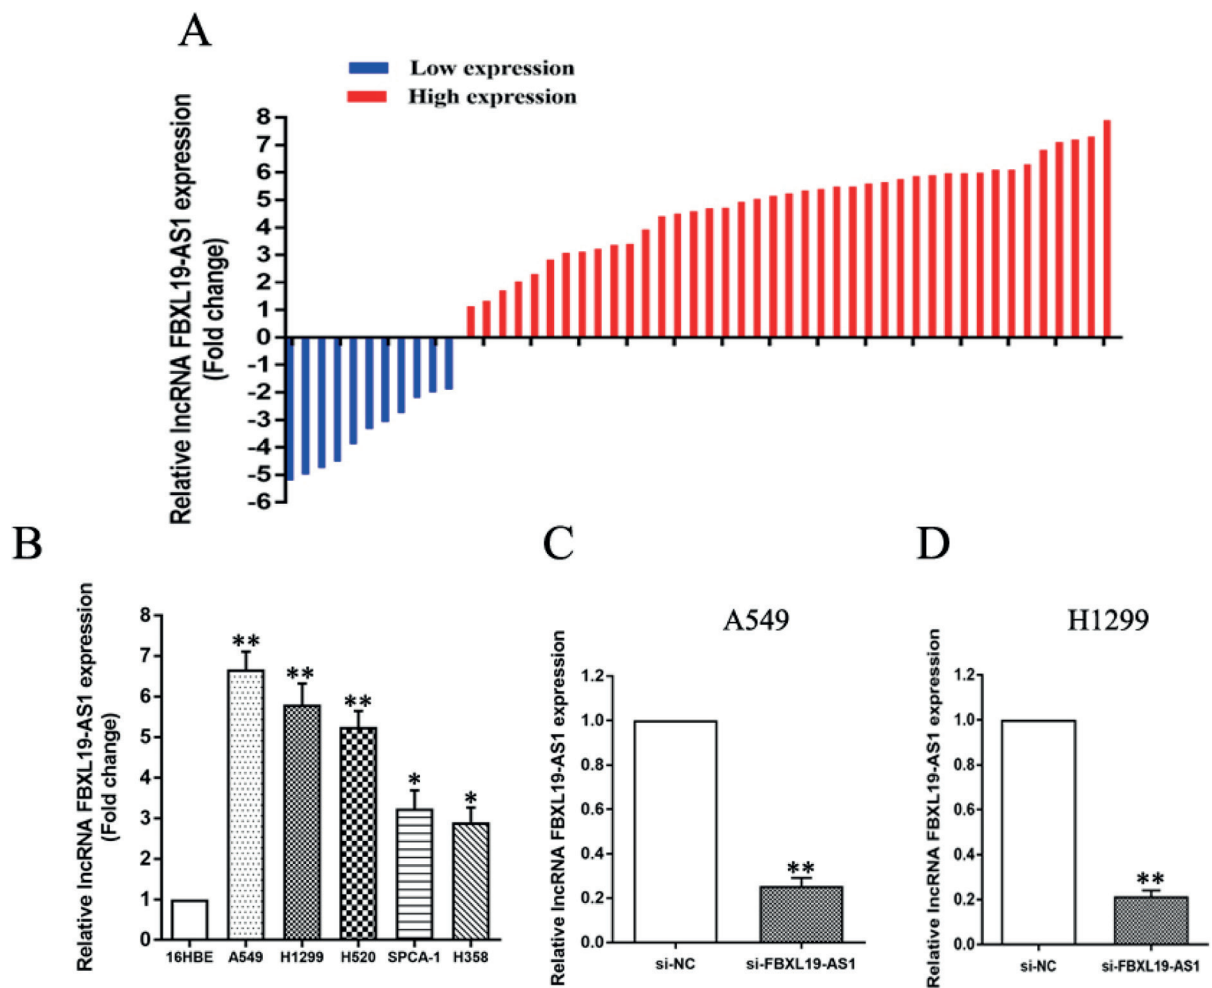 A
Low expression
High expression
Relative lncRNA FBXL19-AS1 expression
(Fold change)
8
7
6
5
4
3
2
1
0
-1
-2
-3
-4
-5
-6
B
Relative lncRNA FBXL19-AS1 expression
(Fold change)
8
7
6
5
4
3
2
1
0
**
**
**
*
*
16HBE A549 H1299 H520 SPCA-1 H358
C
A549
Relative lncRNA FBXL19-AS1 expression
1.2
1.0
0.8
0.6
0.4
0.2
0.0
**
si-NC si-FBXL19-AS1
D
H1299
Relative lncRNA FBXL19-AS1 expression
1.2
1.0
0.8
0.6
0.4
0.2
0.0
**
si-NC si-FBXL19-AS1